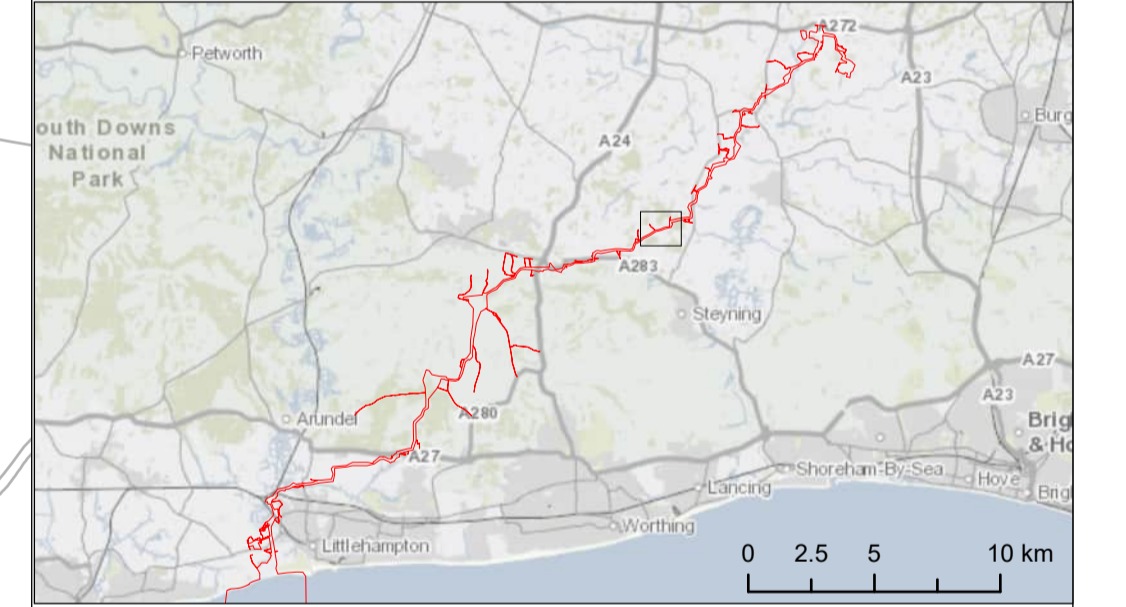 A272
Petworth
A23
Burg
outh Downs
National
Park
A24
A283
Steyning
A27
A23
Arundel
A280
Brig
& Ho
A27
Shoreham-By-Sea
Hove
Lancing
Brig
Worthing
Littlehampton
0 2.5 5 10 km